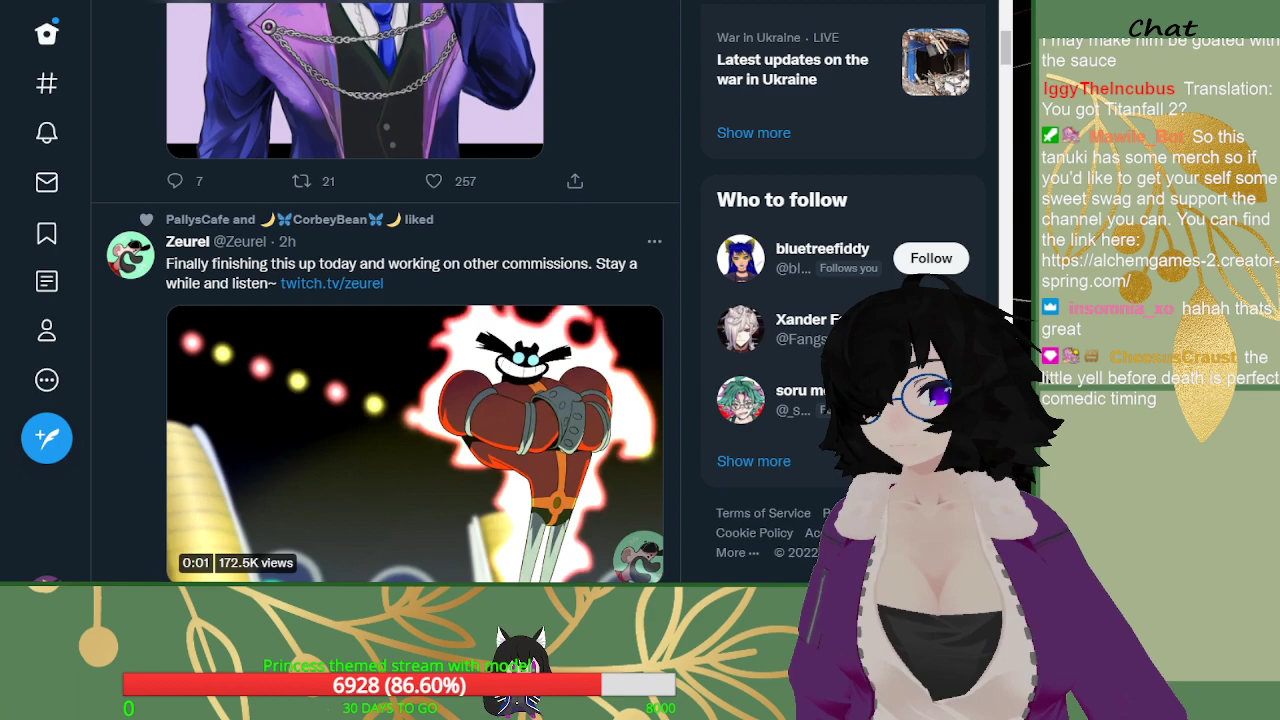 7
21
257
PallysCafe and 🌙🦋CorbeyBean🦋🌙 liked
Zeurel @Zeurel · 2h
Finally finishing this up today and working on other commissions. Stay a
while and listen~ twitch.tv/zeurel
0:01
172.5K views
War in Ukraine · LIVE
Latest updates on the
war in Ukraine
Show more
Who to follow
bluetreefiddy
@bl... Follows you
Follow
Xander
@Fangs
soru
@_s...
Show more
Terms of Service
Cookie Policy
More ··· © 2022
Chat
I may make him be goated with
the sauce
IggyTheIncubus Translation:
You got Titanfall 2?
Mawile_Bot So this
tanuki has some merch so if
you'd like to get your self some
sweet swag and support the
channel you can. You can find
the link here:
https://alchemgames-2.creator-
spring.com/
insomnia_xo hahah thats
great
CheesusCraust the
little yell before death is perfect
comedic timing
Princess themed stream with model
6928 (86.60%)
0
30 DAYS TO GO
8000